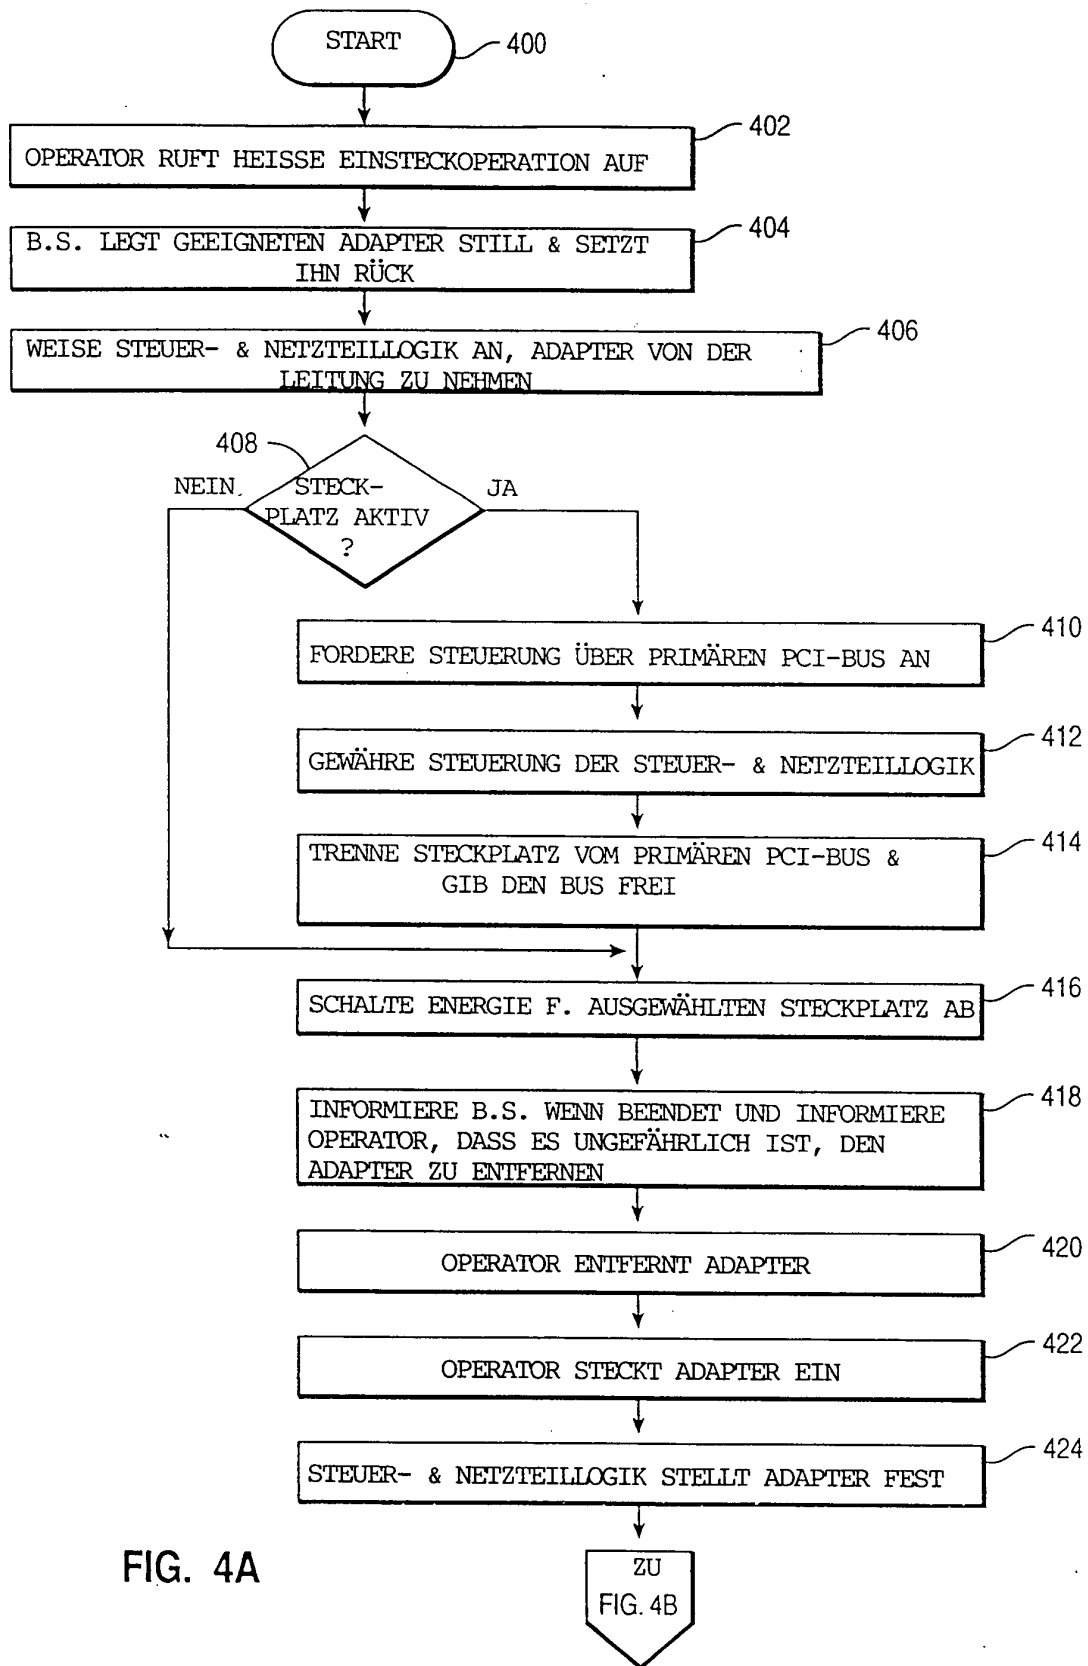 START
400
402
OPERATOR RUFT HEISSE EINSTECKOPERATION AUF
404
B.S. LEGT GEEIGNETEN ADAPTER STILL & SETZT
IHN RÜCK
406
WEISE STEUER- & NETZTEILLOGIK AN, ADAPTER VON DER
LEITUNG ZU NEHMEN
408
NEIN
STECK-
PLATZ AKTIV
?
JA
410
FORDERE STEUERUNG ÜBER PRIMÄREN PCI-BUS AN
412
GEWÄHRE STEUERUNG DER STEUER- & NETZTEILLOGIK
414
TRENNE STECKPLATZ VOM PRIMÄREN PCI-BUS &
GIB DEN BUS FREI
416
SCHALTE ENERGIE F. AUSGEWÄHLTEN STECKPLATZ AB
418
INFORMIERE B.S. WENN BEENDET UND INFORMIERE
OPERATOR, DASS ES UNGEFÄHRLICH IST, DEN
ADAPTER ZU ENTFERNEN
420
OPERATOR ENTFERNT ADAPTER
422
OPERATOR STECKT ADAPTER EIN
424
STEUER- & NETZTEILLOGIK STELLT ADAPTER FEST
FIG. 4A
ZU
FIG. 4B